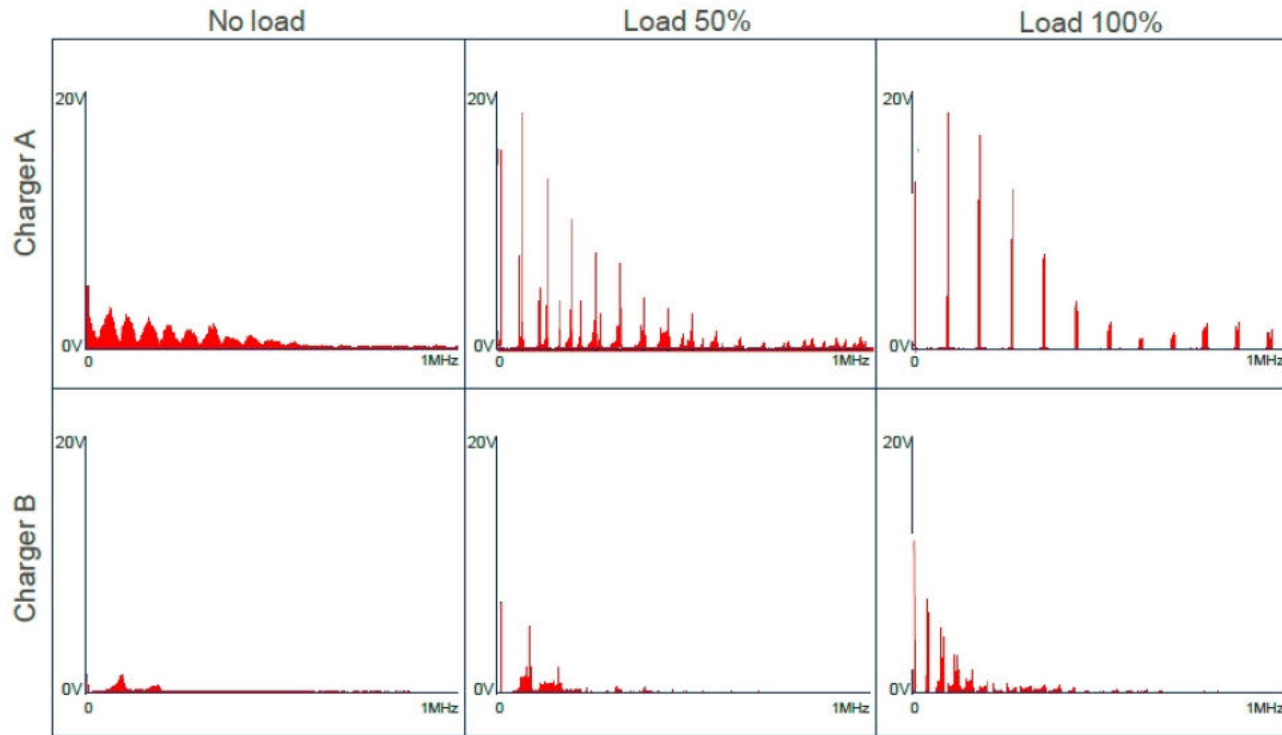 No load
Load 50%
Load 100%
Charger A
20V
0V
0
1MHz
20V
0V
0
1MHz
20V
0V
0
1MHz
Charger B
20V
0V
0
1MHz
20V
0V
0
1MHz
20V
0V
0
1MHz